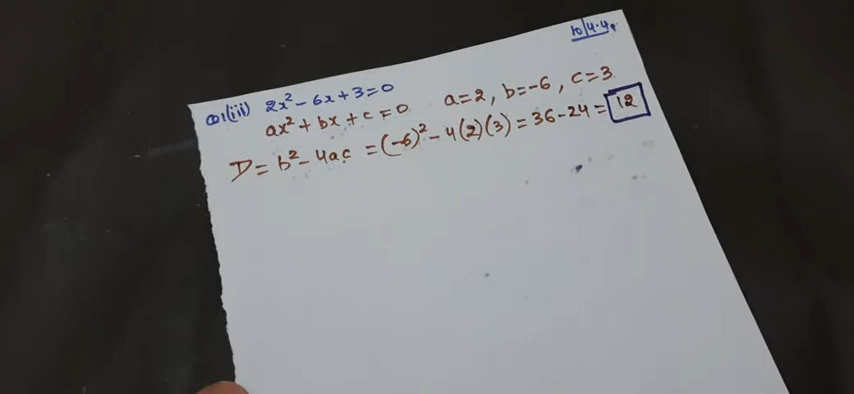 10/4.4
Q1(iii) 2x² - 6x + 3 = 0
ax² + bx + c = 0 a=2, b=-6, c=3
D = b² - 4ac = (-6)² - 4(2)(3) = 36 - 24 = 12